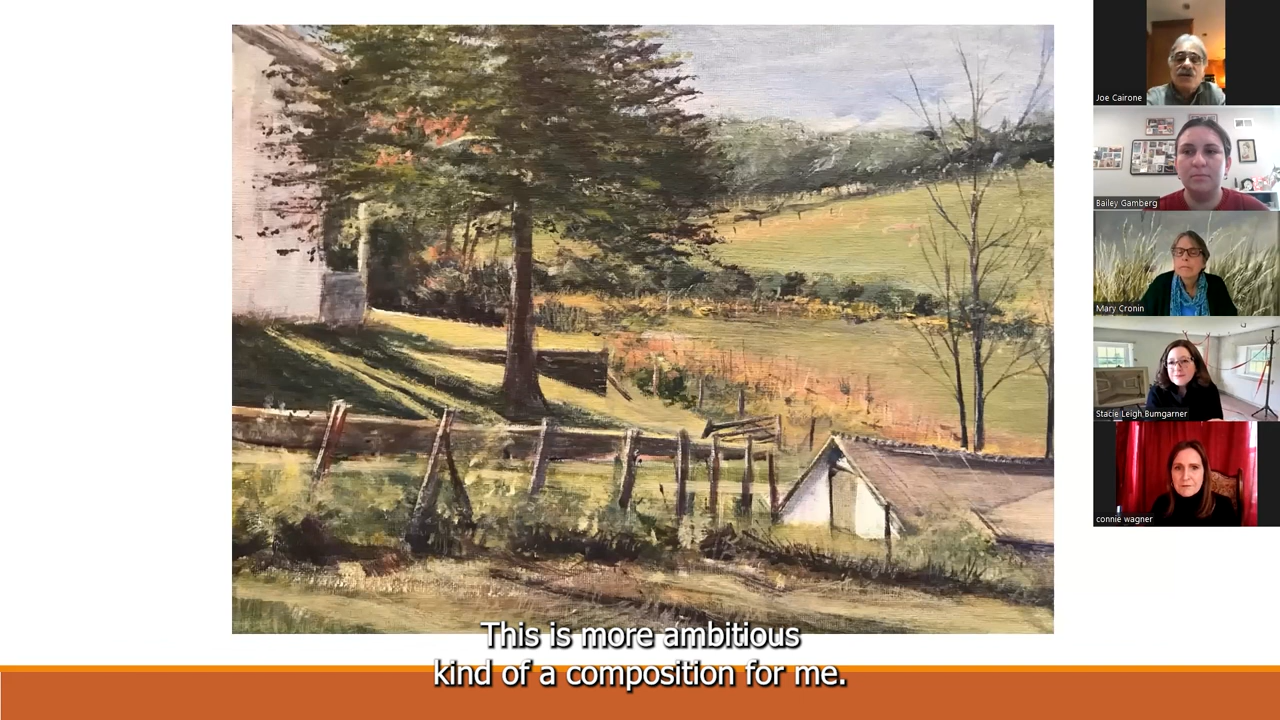 Joe Cairone
Bailey Gamberg
Mary Cronin
Stacie Leigh Bumgarner
connie wagner
This is more ambitious
kind of a composition for me.